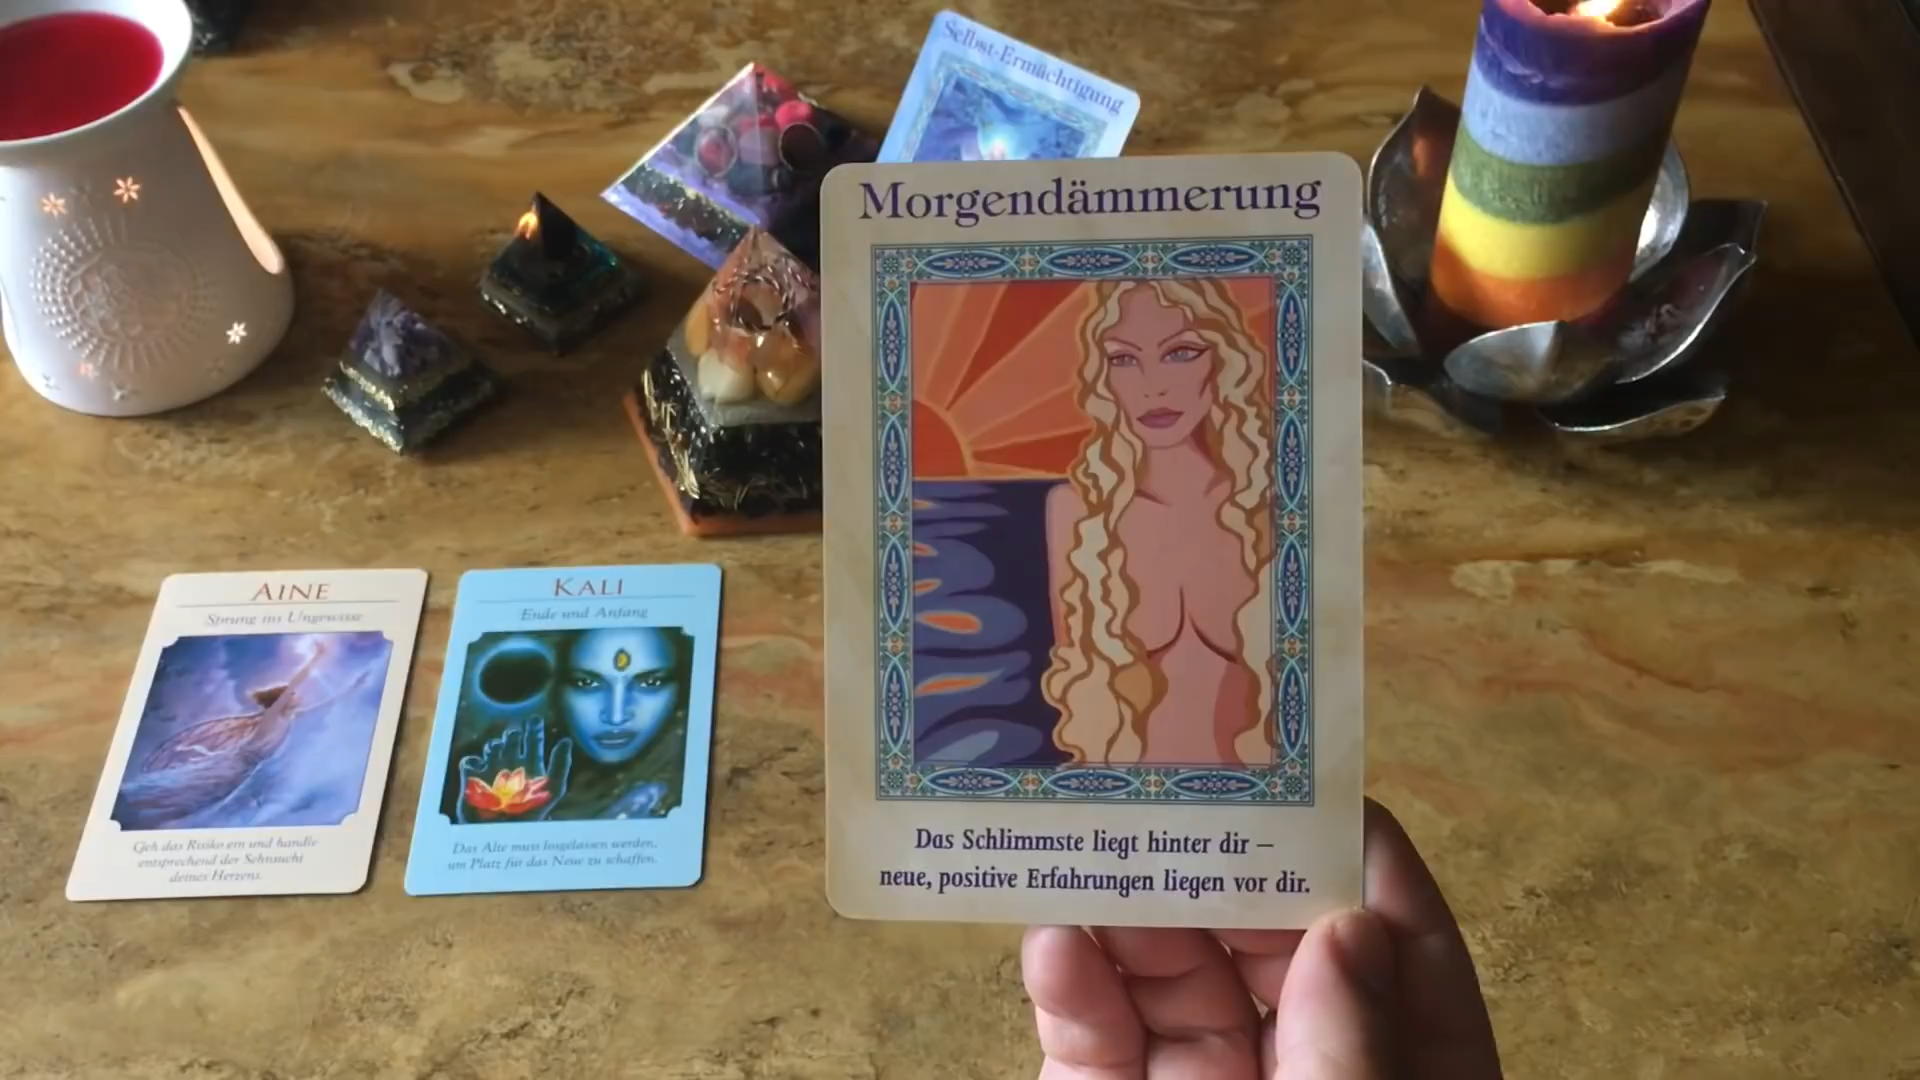 Selbst-Ermächtigung
Morgendämmerung
Das Schlimmste liegt hinter dir –
neue, positive Erfahrungen liegen vor dir.
AINE
Sprung ins Ungewisse
Geh das Risiko ein und handle
entsprechend der Sehnsucht
deines Herzens.
KALI
Ende und Anfang
Das Alte muss losgelassen werden,
um Platz für das Neue zu schaffen.